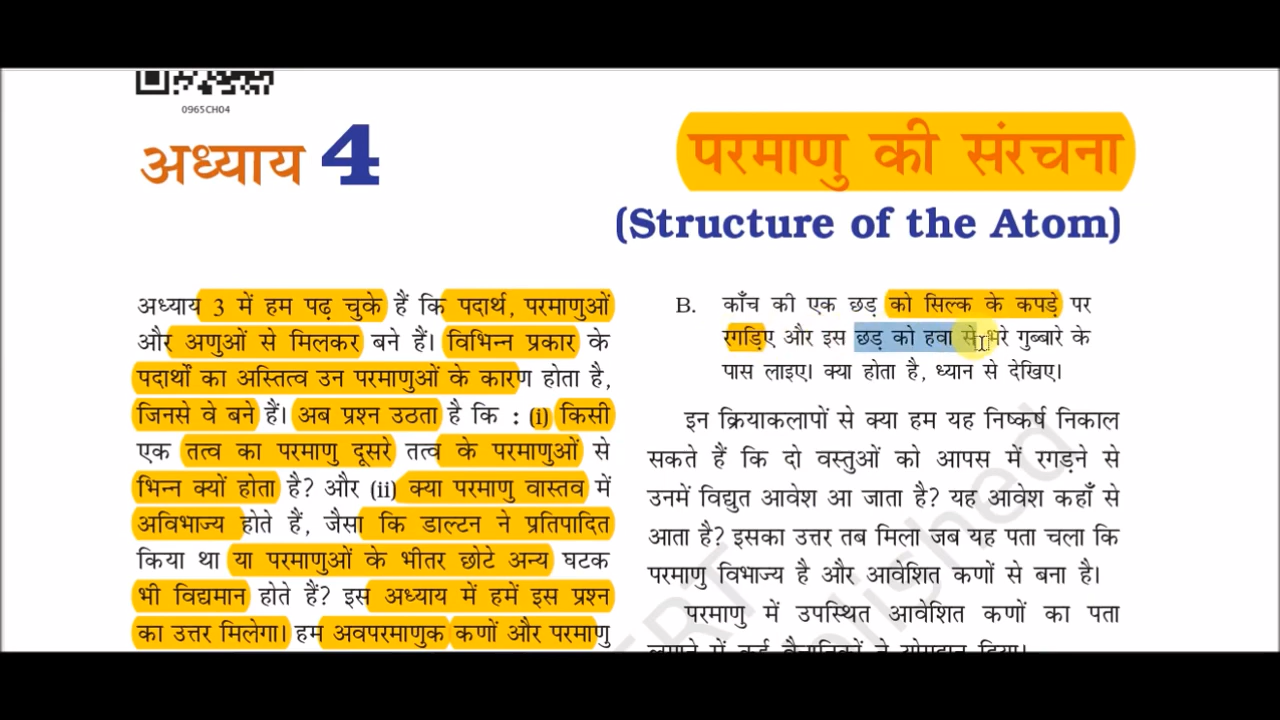 0965CH04
अध्याय 4
परमाणु की संरचना
(Structure of the Atom)
अध्याय 3 में हम पढ़ चुके हैं कि पदार्थ, परमाणुओं
और अणुओं से मिलकर बने हैं। विभिन्न प्रकार के
पदार्थों का अस्तित्व उन परमाणुओं के कारण होता है,
जिनसे वे बने हैं। अब प्रश्न उठता है कि : (i) किसी
एक तत्व का परमाणु दूसरे तत्व के परमाणुओं से
भिन्न क्यों होता है? और (ii) क्या परमाणु वास्तव में
अविभाज्य होते हैं, जैसा कि डाल्टन ने प्रतिपादित
किया था या परमाणुओं के भीतर छोटे अन्य घटक
भी विद्यमान होते हैं? इस अध्याय में हमें इस प्रश्न
का उत्तर मिलेगा। हम अवपरमाणुक कणों और परमाणु
B. काँच की एक छड़ को सिल्क के कपड़े पर
रगड़िए और इस छड़ को हवा से भरे गुब्बारे के
पास लाइए। क्या होता है, ध्यान से देखिए।
इन क्रियाकलापों से क्या हम यह निष्कर्ष निकाल
सकते हैं कि दो वस्तुओं को आपस में रगड़ने से
उनमें विद्युत आवेश आ जाता है? यह आवेश कहाँ से
आता है? इसका उत्तर तब मिला जब यह पता चला कि
परमाणु विभाज्य है और आवेशित कणों से बना है।
परमाणु में उपस्थित आवेशित कणों का पता
लगाने में कई वैज्ञानिकों ने योगदान दिया।